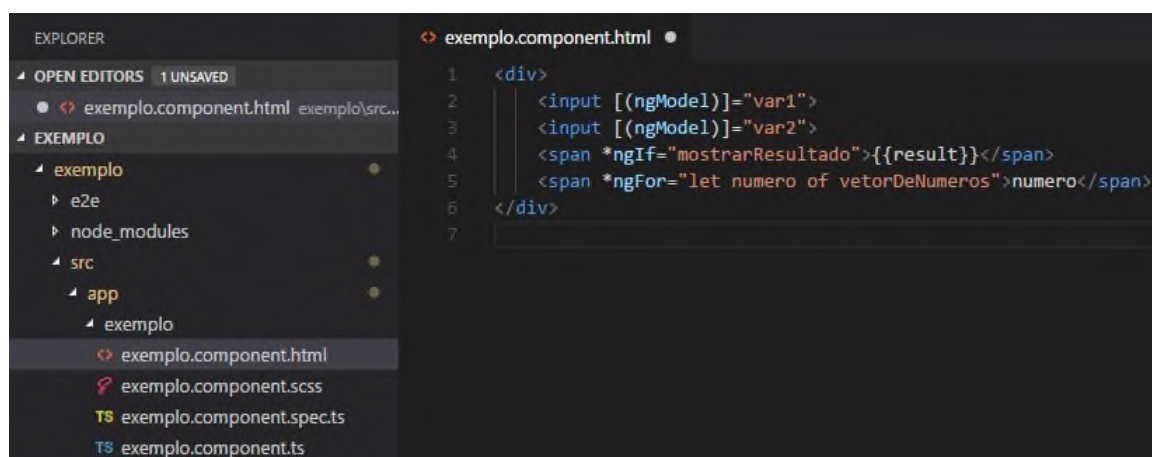 EXPLORER
OPEN EDITORS 1 UNSAVED
exemplo.component.html exemplo\src...
EXEMPLO
exemplo
e2e
node_modules
src
app
exemplo
exemplo.component.html
exemplo.component.scss
TS exemplo.component.spec.ts
TS exemplo.component.ts
exemplo.component.html
1 <div>
2 <input [(ngModel)]="var1">
3 <input [(ngModel)]="var2">
4 <span *ngIf="mostrarResultado">{{result}}</span>
5 <span *ngFor="let numero of vetorDeNumeros">numero</span>
6 </div>
7